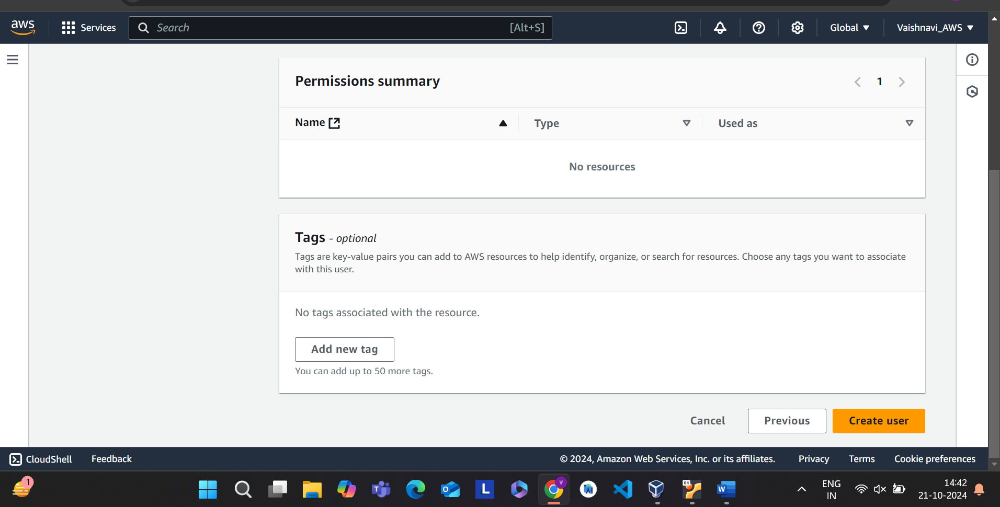 aws
Services
Search
[Alt+S]
Global
Vaishnavi_AWS
Permissions summary
1
Name
Type
Used as
No resources
Tags - optional
Tags are key-value pairs you can add to AWS resources to help identify, organize, or search for resources. Choose any tags you want to associate
with this user.
No tags associated with the resource.
Add new tag
You can add up to 50 more tags.
Cancel
Previous
Create user
CloudShell
Feedback
© 2024, Amazon Web Services, Inc. or its affiliates.
Privacy
Terms
Cookie preferences
1
L
V
AI
64
W
ENG
IN
14:42
21-10-2024